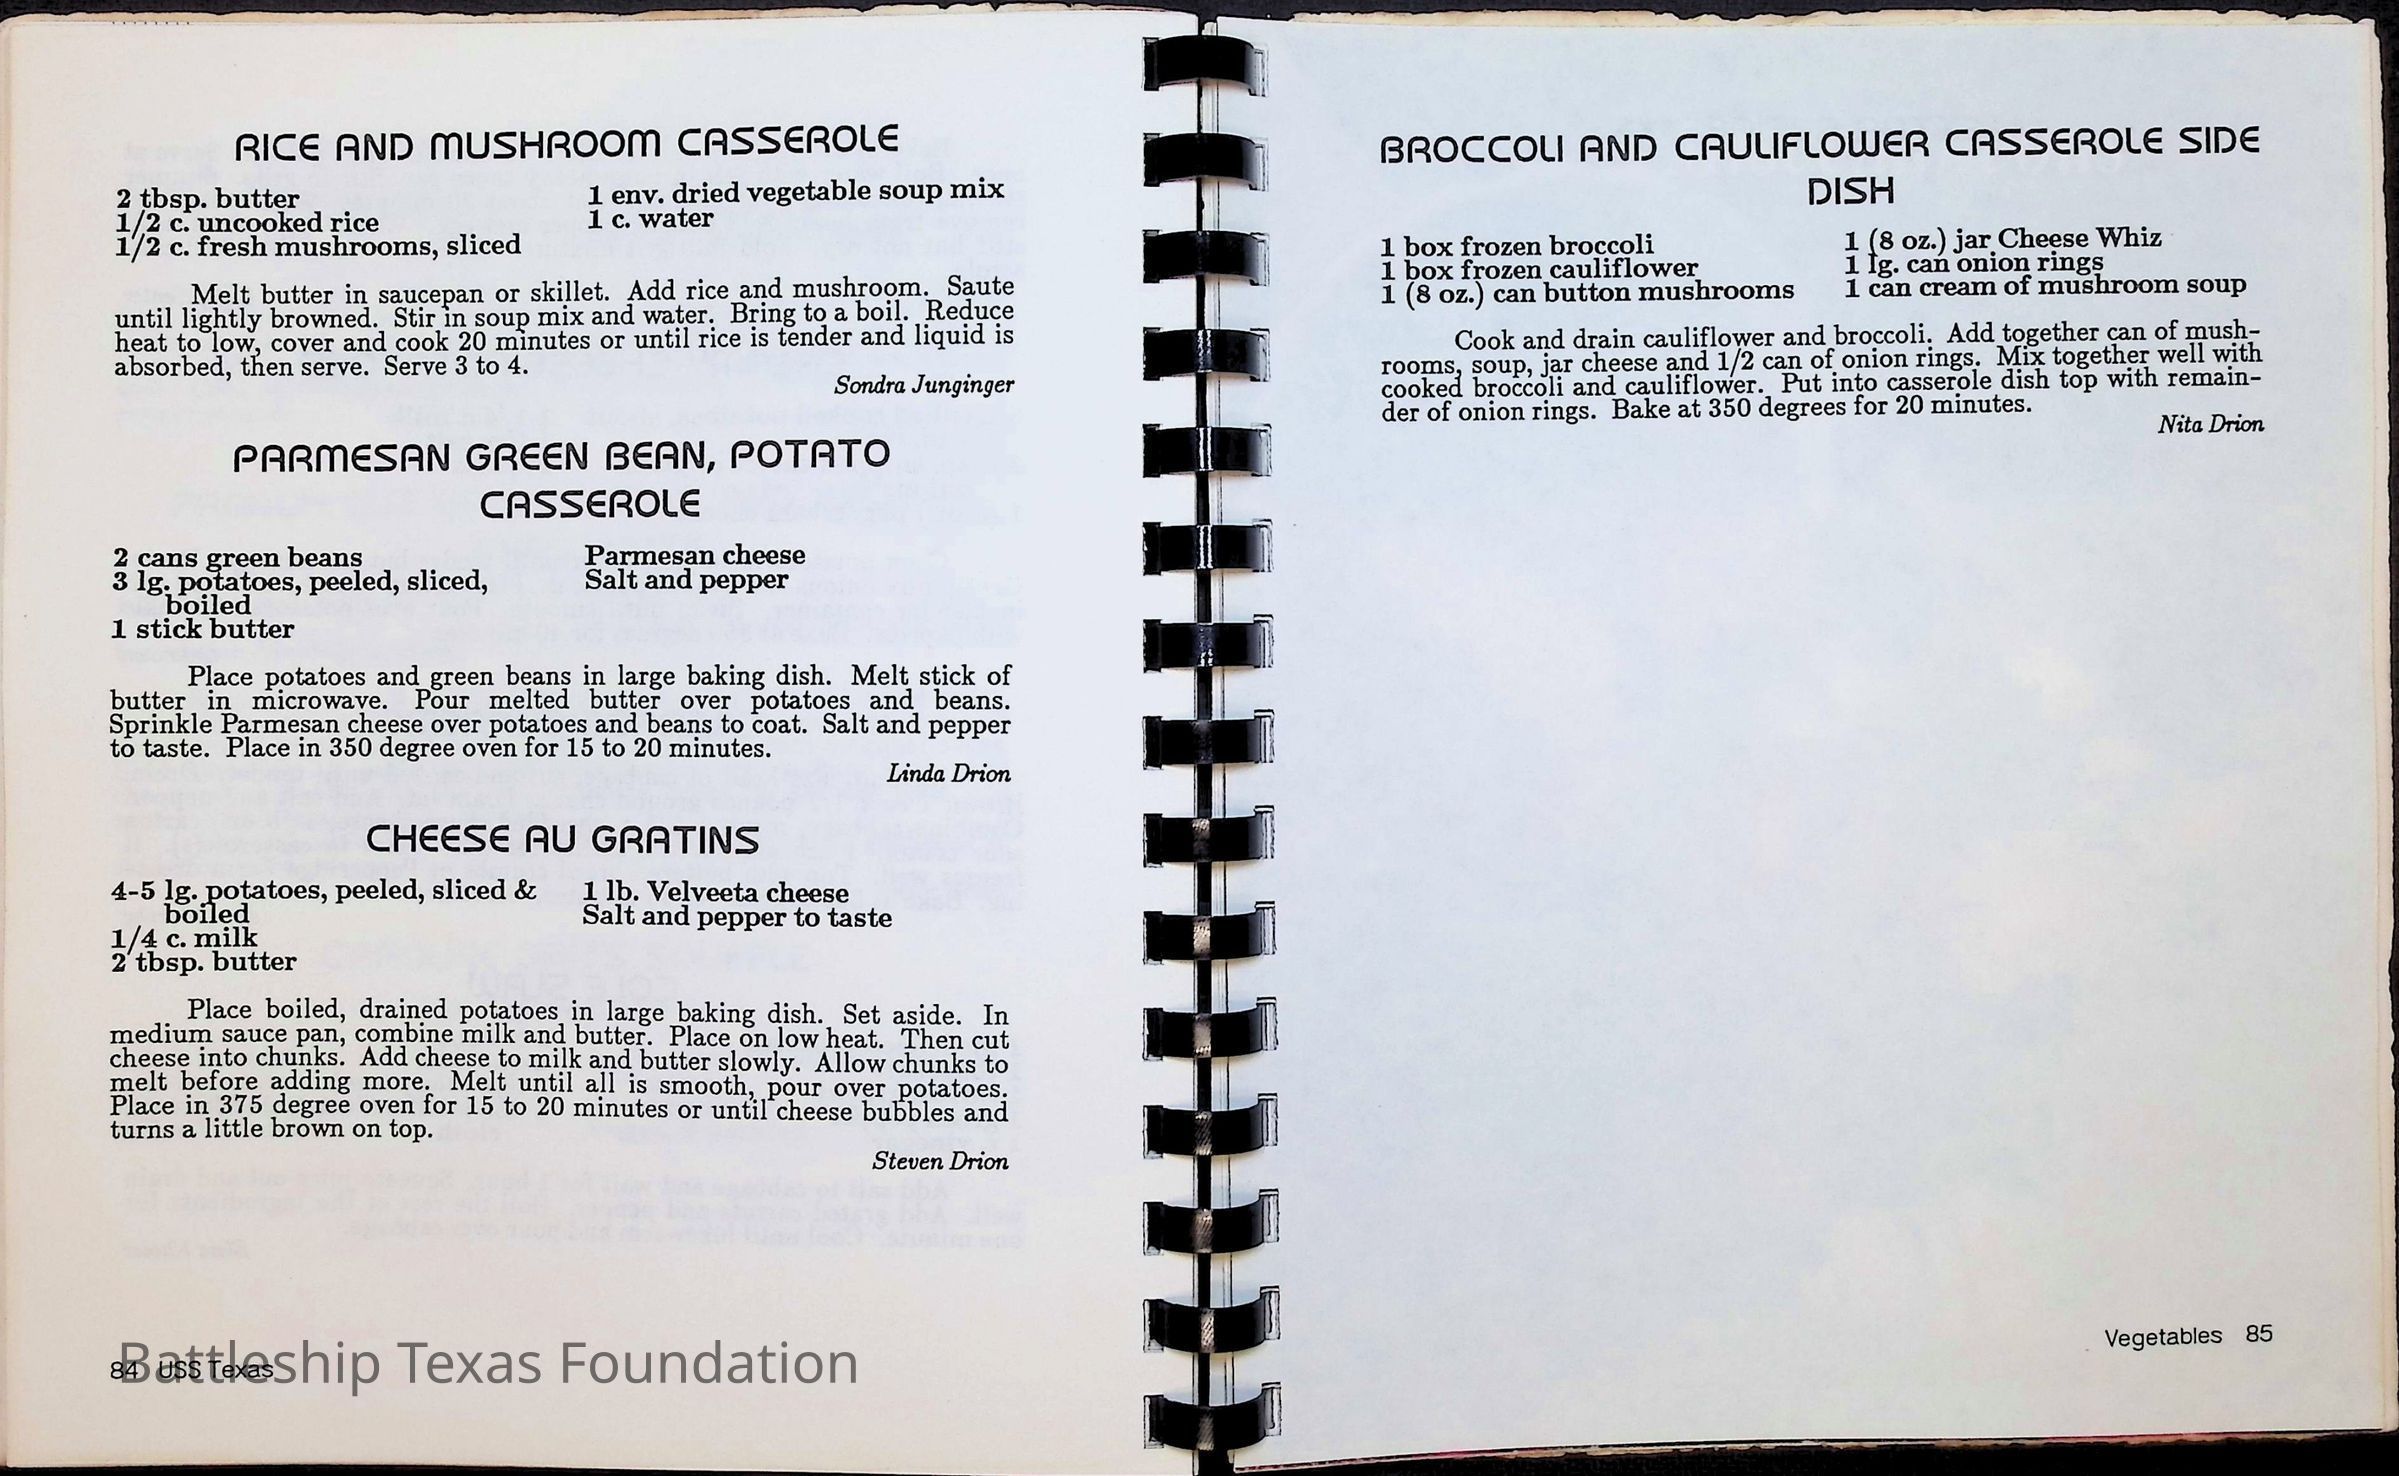 RICE AND MUSHROOM CASSEROLE
2 tbsp. butter
1/2 c. uncooked rice
1/2 c. fresh mushrooms, sliced
1 env. dried vegetable soup mix
1 c. water
Melt butter in saucepan or skillet. Add rice and mushroom. Saute
until lightly browned. Stir in soup mix and water. Bring to a boil. Reduce
heat to low, cover and cook 20 minutes or until rice is tender and liquid is
absorbed, then serve. Serve 3 to 4.
Sondra Junginger
PARMESAN GREEN BEAN, POTATO
CASSEROLE
2 cans green beans
3 lg. potatoes, peeled, sliced,
boiled
1 stick butter
Parmesan cheese
Salt and pepper
Place potatoes and green beans in large baking dish. Melt stick of
butter in microwave. Pour melted butter over potatoes and beans.
Sprinkle Parmesan cheese over potatoes and beans to coat. Salt and pepper
to taste. Place in 350 degree oven for 15 to 20 minutes.
Linda Drion
CHEESE AU GRATINS
4-5 lg. potatoes, peeled, sliced &
boiled
1/4 c. milk
2 tbsp. butter
1 lb. Velveeta cheese
Salt and pepper to taste
Place boiled, drained potatoes in large baking dish. Set aside. In
medium sauce pan, combine milk and butter. Place on low heat. Then cut
cheese into chunks. Add cheese to milk and butter slowly. Allow chunks to
melt before adding more. Melt until all is smooth, pour over potatoes.
Place in 375 degree oven for 15 to 20 minutes or until cheese bubbles and
turns a little brown on top.
Steven Drion
84 USS Texas
Battleship Texas Foundation
BROCCOLI AND CAULIFLOWER CASSEROLE SIDE
DISH
1 box frozen broccoli
1 box frozen cauliflower
1 (8 oz.) can button mushrooms
1 (8 oz.) jar Cheese Whiz
1 lg. can onion rings
1 can cream of mushroom soup
Cook and drain cauliflower and broccoli. Add together can of mush-
rooms, soup, jar cheese and 1/2 can of onion rings. Mix together well with
cooked broccoli and cauliflower. Put into casserole dish top with remain-
der of onion rings. Bake at 350 degrees for 20 minutes.
Nita Drion
Vegetables 85